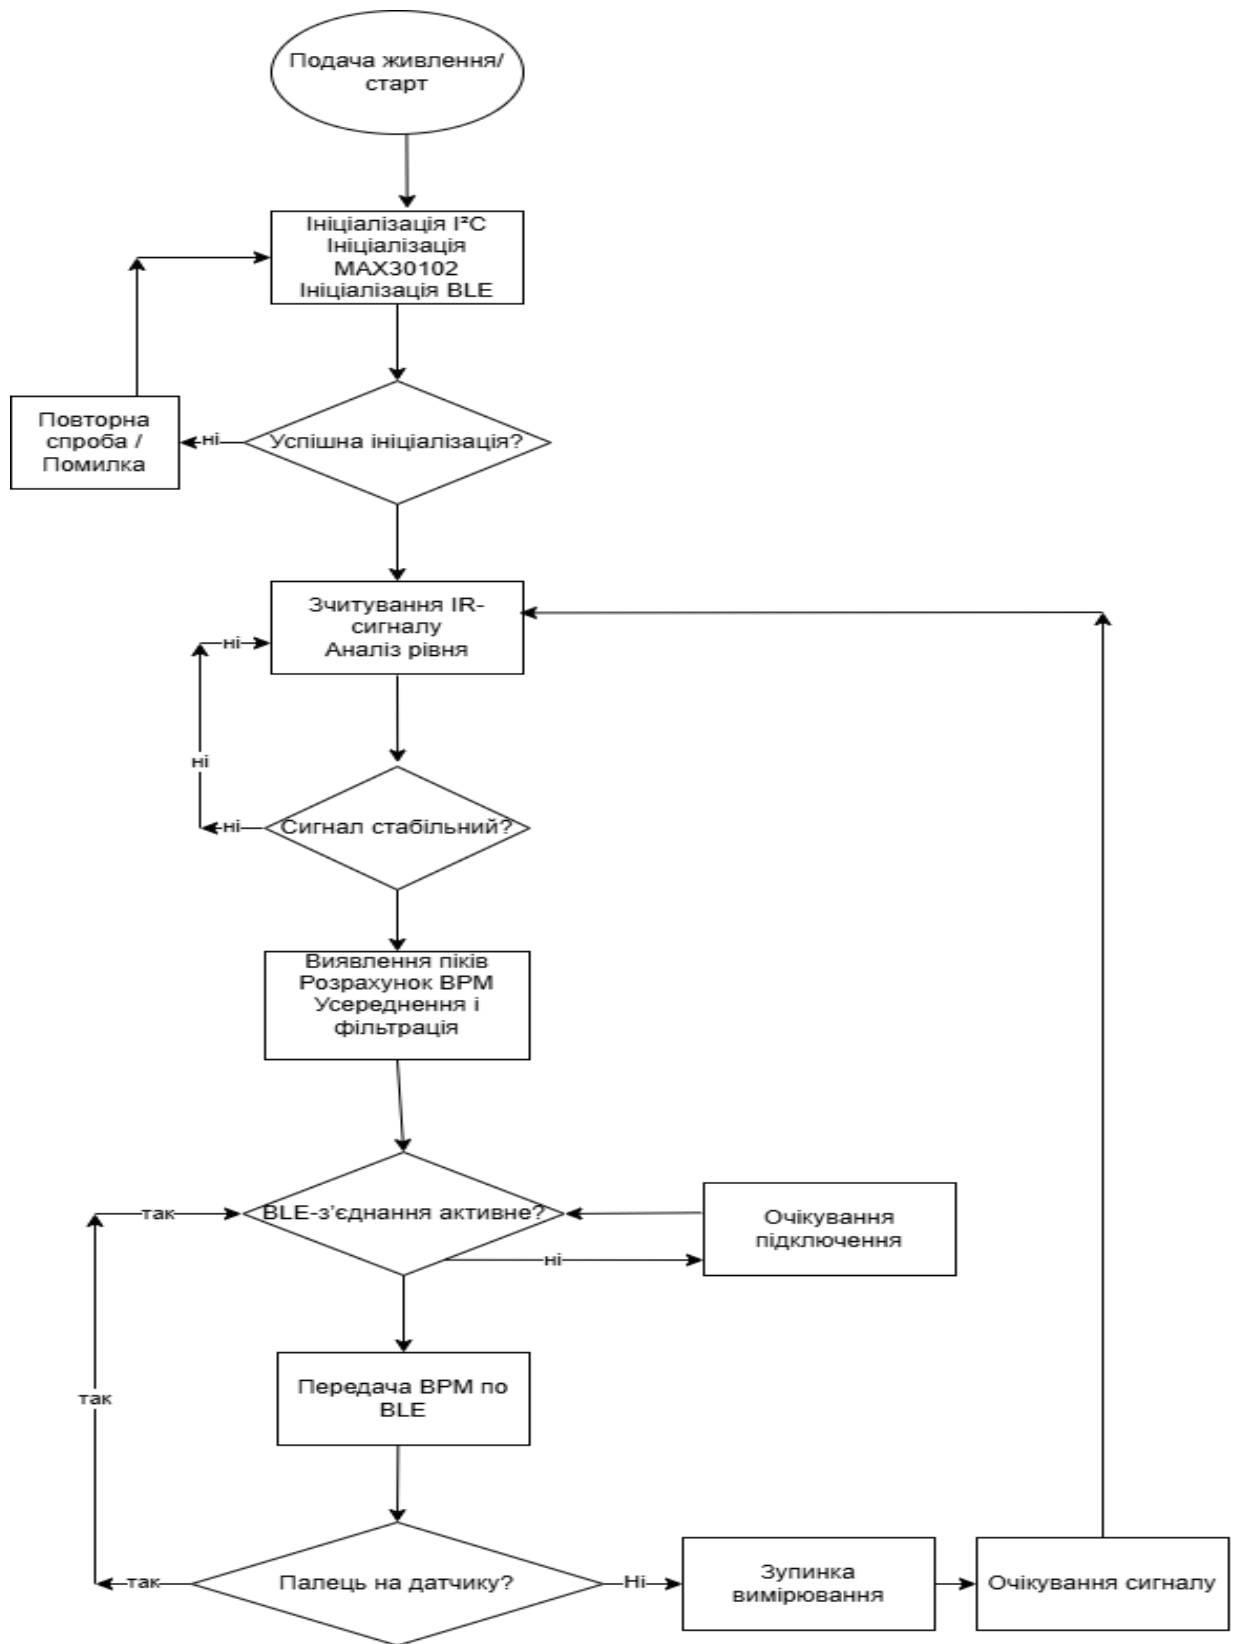 Подача живлення/
старт
Ініціалізація I²C
Ініціалізація
MAX30102
Ініціалізація BLE
Успішна ініціалізація?
ні
Повторна
спроба /
Помилка
Зчитування IR-
сигналу
Аналіз рівня
ні
ні
ні
Сигнал стабільний?
Виявлення піків
Розрахунок BPM
Усереднення і
фільтрація
так
BLE-з’єднання активне?
Очікування
підключення
ні
Передача BPM по
BLE
так
так
Палець на датчику?
Ні
Зупинка
вимірювання
Очікування сигналу